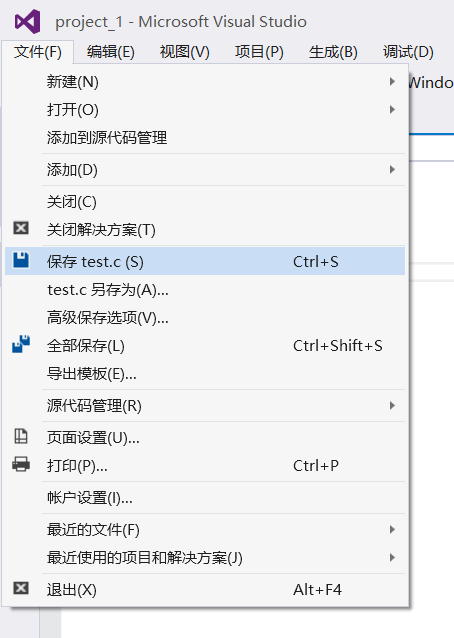 project_1 - Microsoft Visual Studio
文件(F) 编辑(E) 视图(V) 项目(P) 生成(B) 调试(D)
新建(N)
打开(O)
添加到源代码管理
添加(D)
关闭(C)
关闭解决方案(T)
保存 test.c (S) Ctrl+S
test.c 另存为(A)...
高级保存选项(V)...
全部保存(L) Ctrl+Shift+S
导出模板(E)...
源代码管理(R)
页面设置(U)...
打印(P)... Ctrl+P
帐户设置(I)...
最近的文件(F)
最近使用的项目和解决方案(J)
退出(X) Alt+F4